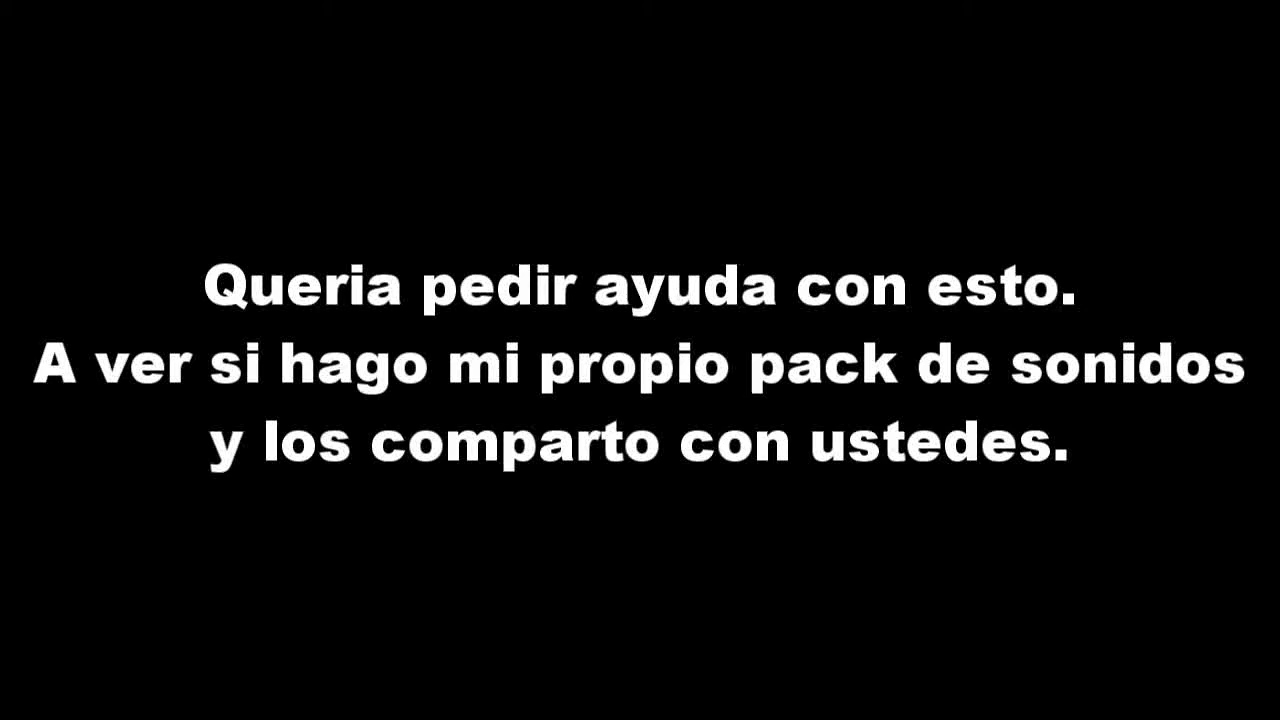 Queria pedir ayuda con esto.
A ver si hago mi propio pack de sonidos
y los comparto con ustedes.